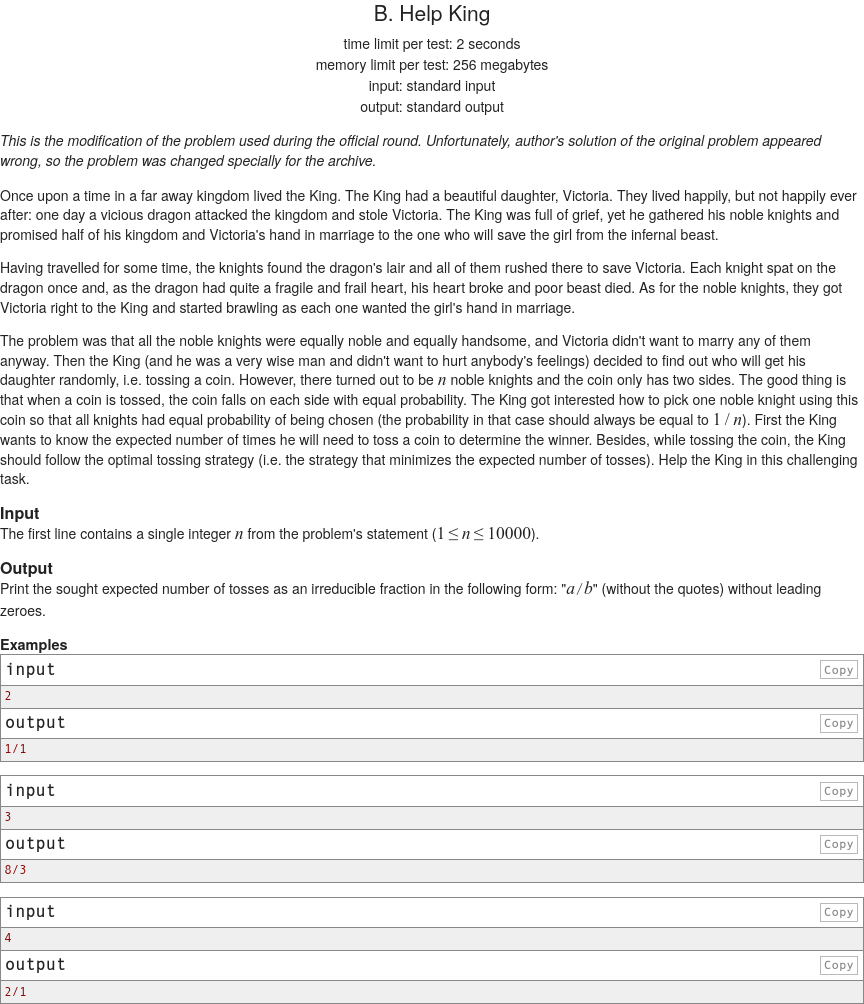 B. Help King
time limit per test: 2 seconds
memory limit per test: 256 megabytes
input: standard input
output: standard output
This is the modification of the problem used during the official round. Unfortunately, author's solution of the original problem appeared
wrong, so the problem was changed specially for the archive.
Once upon a time in a far away kingdom lived the King. The King had a beautiful daughter, Victoria. They lived happily, but not happily ever
after: one day a vicious dragon attacked the kingdom and stole Victoria. The King was full of grief, yet he gathered his noble knights and
promised half of his kingdom and Victoria's hand in marriage to the one who will save the girl from the infernal beast.
Having travelled for some time, the knights found the dragon's lair and all of them rushed there to save Victoria. Each knight spat on the
dragon once and, as the dragon had quite a fragile and frail heart, his heart broke and poor beast died. As for the noble knights, they got
Victoria right to the King and started brawling as each one wanted the girl's hand in marriage.
The problem was that all the noble knights were equally noble and equally handsome, and Victoria didn't want to marry any of them
anyway. Then the King (and he was a very wise man and didn't want to hurt anybody's feelings) decided to find out who will get his
daughter randomly, i.e. tossing a coin. However, there turned out to be n noble knights and the coin only has two sides. The good thing is
that when a coin is tossed, the coin falls on each side with equal probability. The King got interested how to pick one noble knight using this
coin so that all knights had equal probability of being chosen (the probability in that case should always be equal to 1 / n). First the King
wants to know the expected number of times he will need to toss a coin to determine the winner. Besides, while tossing the coin, the King
should follow the optimal tossing strategy (i.e. the strategy that minimizes the expected number of tosses). Help the King in this challenging
task.
Input
The first line contains a single integer n from the problem's statement (1 ≤ n ≤ 10000).
Output
Print the sought expected number of tosses as an irreducible fraction in the following form: "a / b" (without the quotes) without leading
zeroes.
Examples
input Copy
2
output Copy
1/1
input Copy
3
output Copy
8/3
input Copy
4
output Copy
2/1